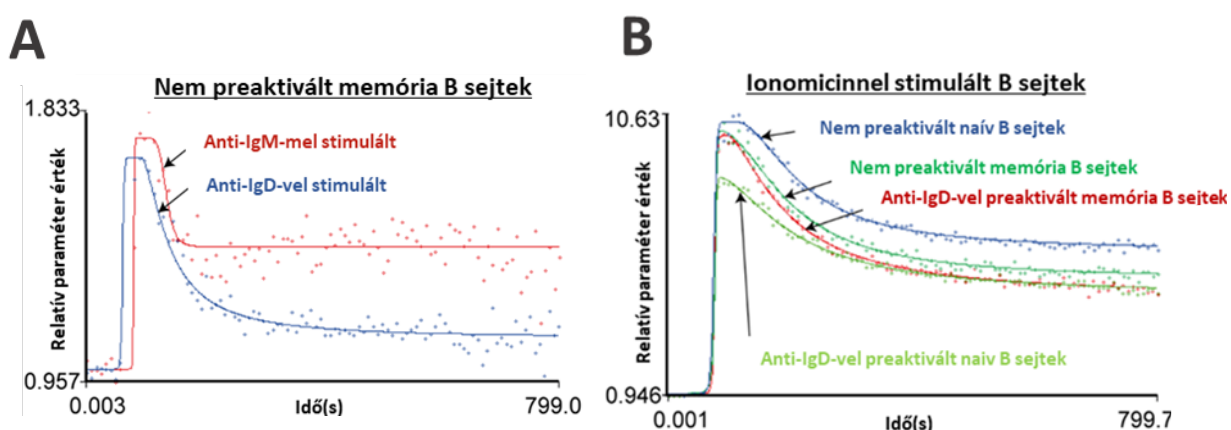 A
Nem preaktivált memória B sejtek
1.833
Anti-IgM-mel stimulált
Anti-IgD-vel stimulált
Relatív paraméter érték
0.957
0.003
Idő(s)
799.0
B
Ionomicinnel stimulált B sejtek
10.63
Nem preaktivált naív B sejtek
Nem preaktivált memória B sejtek
Anti-IgD-vel preaktivált memória B sejtek
Relatív paraméter érték
Anti-IgD-vel preaktivált naiv B sejtek
0.946
0.001
Idő(s)
799.7